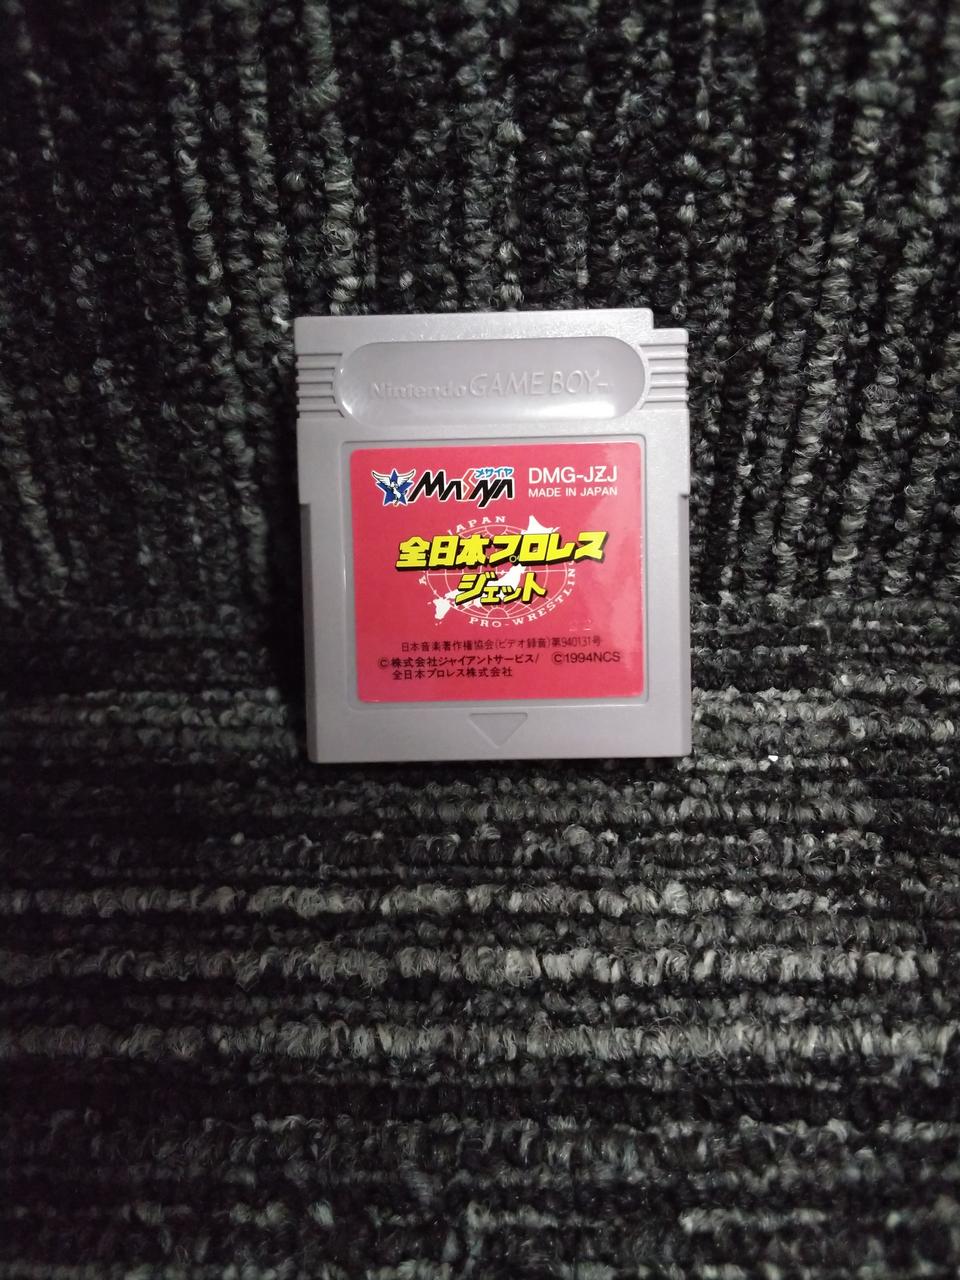 Nintendo GAME BOY
メサイヤ
MASAYA
DMG-JZJ
MADE IN JAPAN
JAPAN
全日本プロレス
ジェット
PRO-WRESTLING
日本音楽著作権協会(ビデオ録音)第940131号
©株式会社ジャイアントサービス/ ©1994NCS
全日本プロレス株式会社